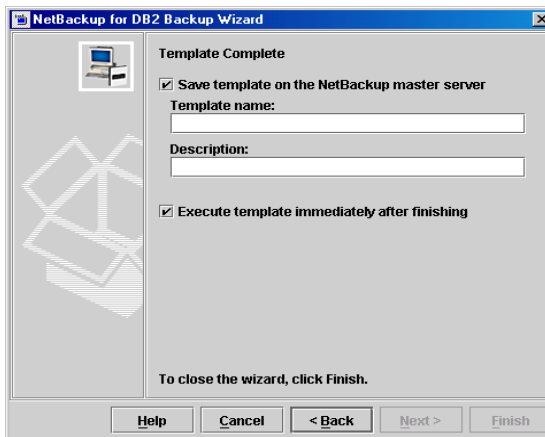 NetBackup for DB2 Backup Wizard
Template Complete
Save template on the NetBackup master server
Template name:
Description:
Execute template immediately after finishing
To close the wizard, click Finish.
Help Cancel < Back Next > Finish